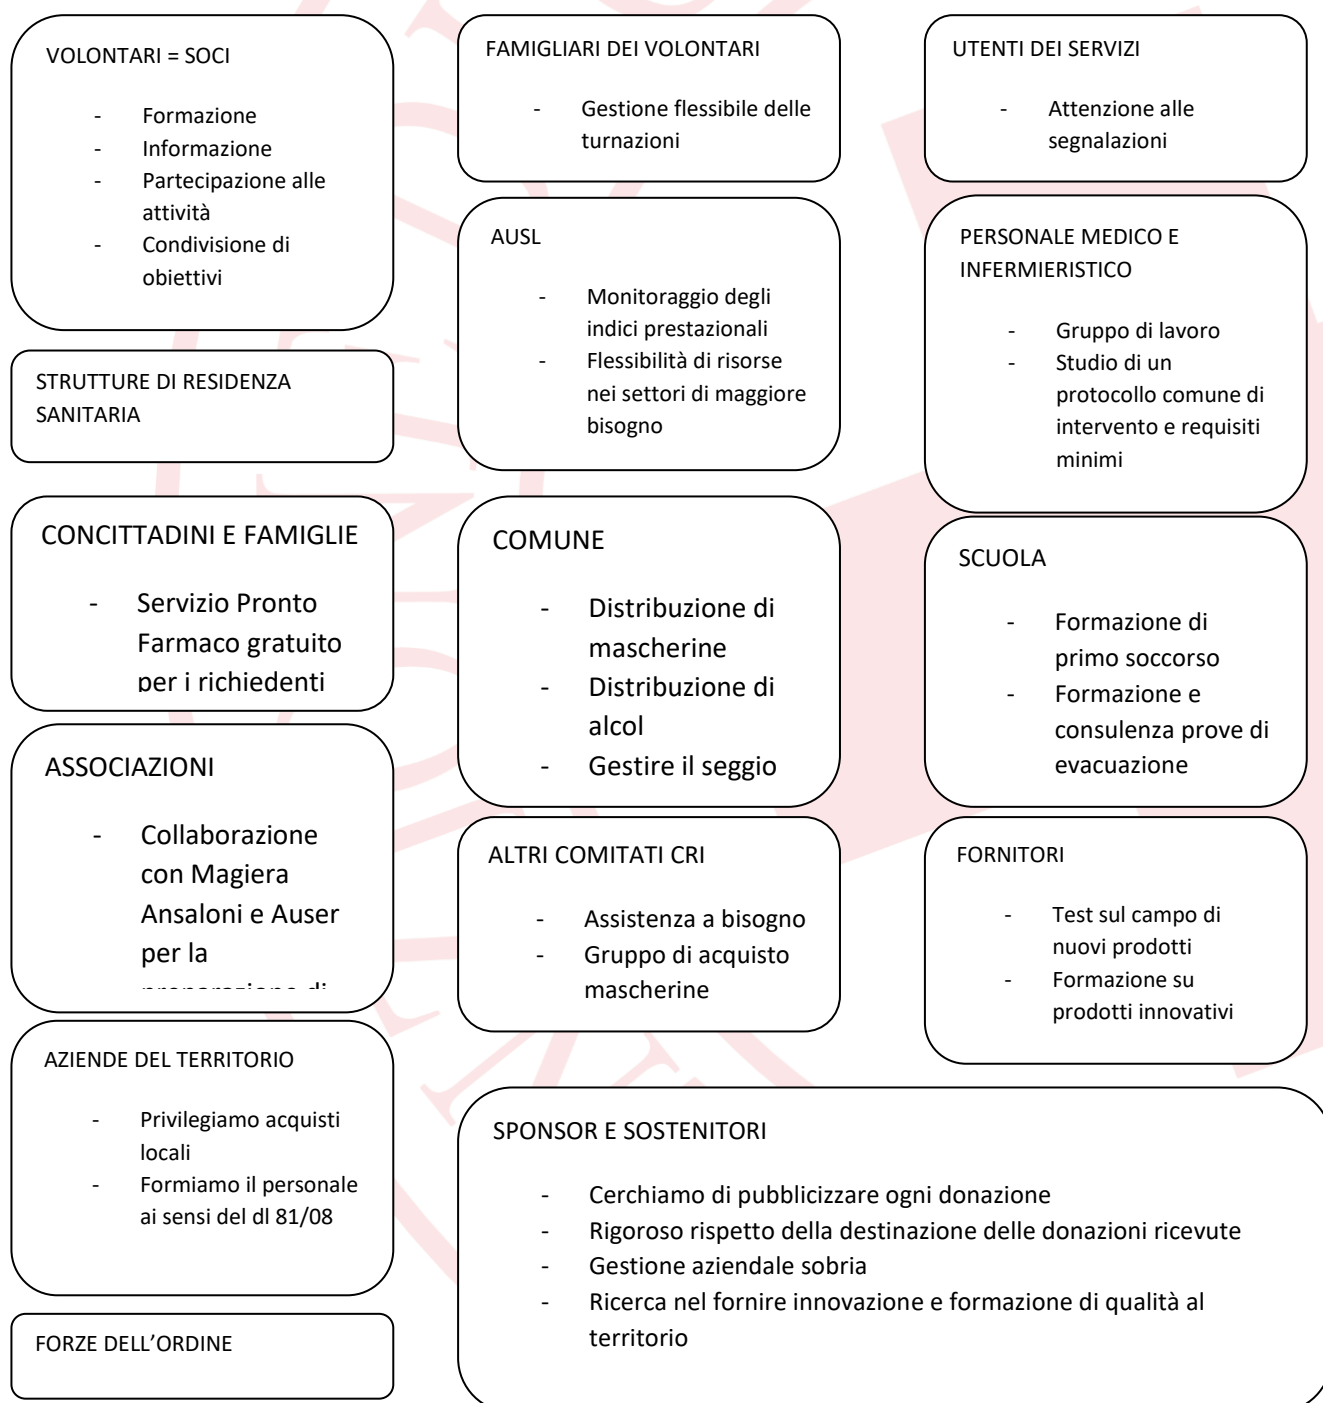 VOLONTARI = SOCI
- Formazione
- Informazione
- Partecipazione alle
attività
- Condivisione di
obiettivi
FAMIGLIARI DEI VOLONTARI
- Gestione flessibile delle
turnazioni
UTENTI DEI SERVIZI
- Attenzione alle
segnalazioni
STRUTTURE DI RESIDENZA
SANITARIA
AUSL
- Monitoraggio degli
indici prestazionali
- Flessibilità di risorse
nei settori di maggiore
bisogno
PERSONALE MEDICO E
INFERMIERISTICO
- Gruppo di lavoro
- Studio di un
protocollo comune di
intervento e requisiti
minimi
CONCITTADINI E FAMIGLIE
- Servizio Pronto
Farmaco gratuito
per i richiedenti
COMUNE
- Distribuzione di
mascherine
- Distribuzione di
alcol
- Gestire il seggio
SCUOLA
- Formazione di
primo soccorso
- Formazione e
consulenza prove di
evacuazione
ASSOCIAZIONI
- Collaborazione
con Magiera
Ansaloni e Auser
per la
ALTRI COMITATI CRI
- Assistenza a bisogno
- Gruppo di acquisto
mascherine
FORNITORI
- Test sul campo di
nuovi prodotti
- Formazione su
prodotti innovativi
AZIENDE DEL TERRITORIO
- Privilegiamo acquisti
locali
- Formiamo il personale
ai sensi del dl 81/08
SPONSOR E SOSTENITORI
- Cerchiamo di pubblicizzare ogni donazione
- Rigoroso rispetto della destinazione delle donazioni ricevute
- Gestione aziendale sobria
- Ricerca nel fornire innovazione e formazione di qualità al
territorio
FORZE DELL’ORDINE